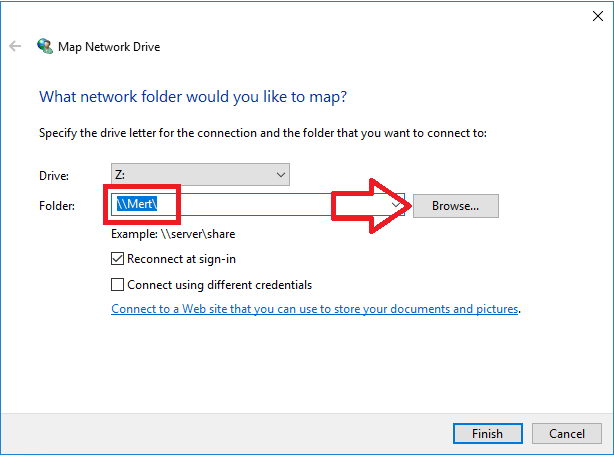 Map Network Drive
What network folder would you like to map?
Specify the drive letter for the connection and the folder that you want to connect to:
Drive: Z:
Folder: \\Mert\ Browse...
Example: \\server\share
Reconnect at sign-in
Connect using different credentials
Connect to a Web site that you can use to store your documents and pictures.
Finish Cancel